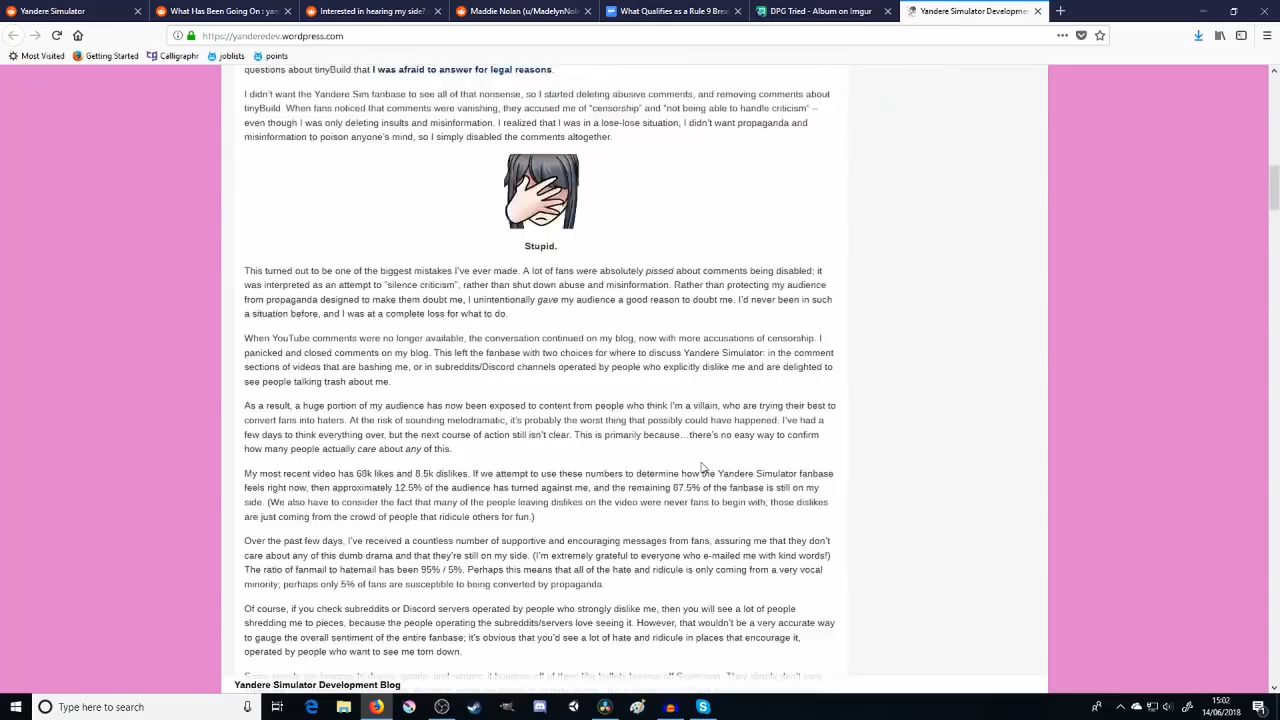 Yandere Simulator
What Has Been Going On : yan
Interested in hearing my side?
Maddie Nolan (u/MadelynNola
What Qualifies as a Rule 9 Brea
DPG Tried - Album on Imgur
Yandere Simulator Developmen
https://yanderedev.wordpress.com
Most Visited
Getting Started
Calligraphr
joblists
points
questions about tinyBuild that I was afraid to answer for legal reasons.
I didn't want the Yandere Sim fanbase to see all of that nonsense, so I started deleting abusive comments, and removing comments about
tinyBuild When fans noticed that comments were vanishing, they accused me of "censorship" and "not being able to handle criticism" –
even though I was only deleting insults and misinformation. I realized that I was in a lose-lose situation; I didn't want propaganda and
misinformation to poison anyone's mind, so I simply disabled the comments altogether.
Stupid.
This turned out to be one of the biggest mistakes I've ever made. A lot of fans were absolutely pissed about comments being disabled; it
was interpreted as an attempt to "silence criticism", rather than shut down abuse and misinformation. Rather than protecting my audience
from propaganda designed to make them doubt me, I unintentionally gave my audience a good reason to doubt me. I'd never been in such
a situation before, and I was at a complete loss for what to do.
When YouTube comments were no longer available, the conversation continued on my blog, now with more accusations of censorship. I
panicked and closed comments on my blog. This left the fanbase with two choices for where to discuss Yandere Simulator: in the comment
sections of videos that are bashing me, or in subreddits/Discord channels operated by people who explicitly dislike me and are delighted to
see people talking trash about me.
As a result, a huge portion of my audience has now been exposed to content from people who think I'm a villain, who are trying their best to
convert fans into haters. At the risk of sounding melodramatic, it's probably the worst thing that possibly could have happened. I've had a
few days to think everything over, but the next course of action still isn't clear. This is primarily because…there's no easy way to confirm
how many people actually care about any of this.
My most recent video has 68k likes and 8.5k dislikes. If we attempt to use these numbers to determine how the Yandere Simulator fanbase
feels right now, then approximately 12.5% of the audience has turned against me, and the remaining 87.5% of the fanbase is still on my
side. (We also have to consider the fact that many of the people leaving dislikes on the video were never fans to begin with; those dislikes
are just coming from the crowd of people that ridicule others for fun.)
Over the past few days, I've received a countless number of supportive and encouraging messages from fans, assuring me that they don't
care about any of this dumb drama and that they're still on my side. (I'm extremely grateful to everyone who e-mailed me with kind words!)
The ratio of fanmail to hatemail has been 95% / 5%. Perhaps this means that all of the hate and ridicule is only coming from a very vocal
minority; perhaps only 5% of fans are susceptible to being converted by propaganda.
Of course, if you check subreddits or Discord servers operated by people who strongly dislike me, then you will see a lot of people
shredding me to pieces, because the people operating the subreddits/servers love seeing it. However, that wouldn't be a very accurate way
to gauge the overall sentiment of the entire fanbase; it's obvious that you'd see a lot of hate and ridicule in places that encourage it,
operated by people who want to see me torn down.
Yandere Simulator Development Blog
Type here to search
15:02
14/06/2018